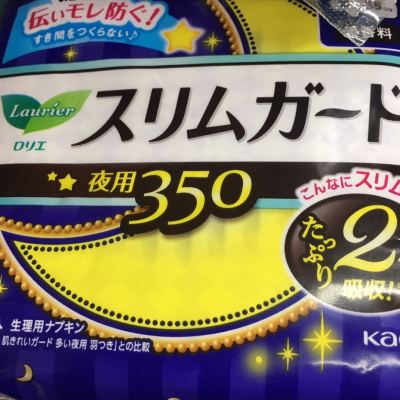 伝いモレ防ぐ！
すき間をつくらない♪
香料
Laurier
ロリエ
スリムガード
夜用350
こんなにスリム
たっぷり
2
吸収！
生理用ナプキン
肌きれいガード 多い夜用 羽つき」との比較
Kao